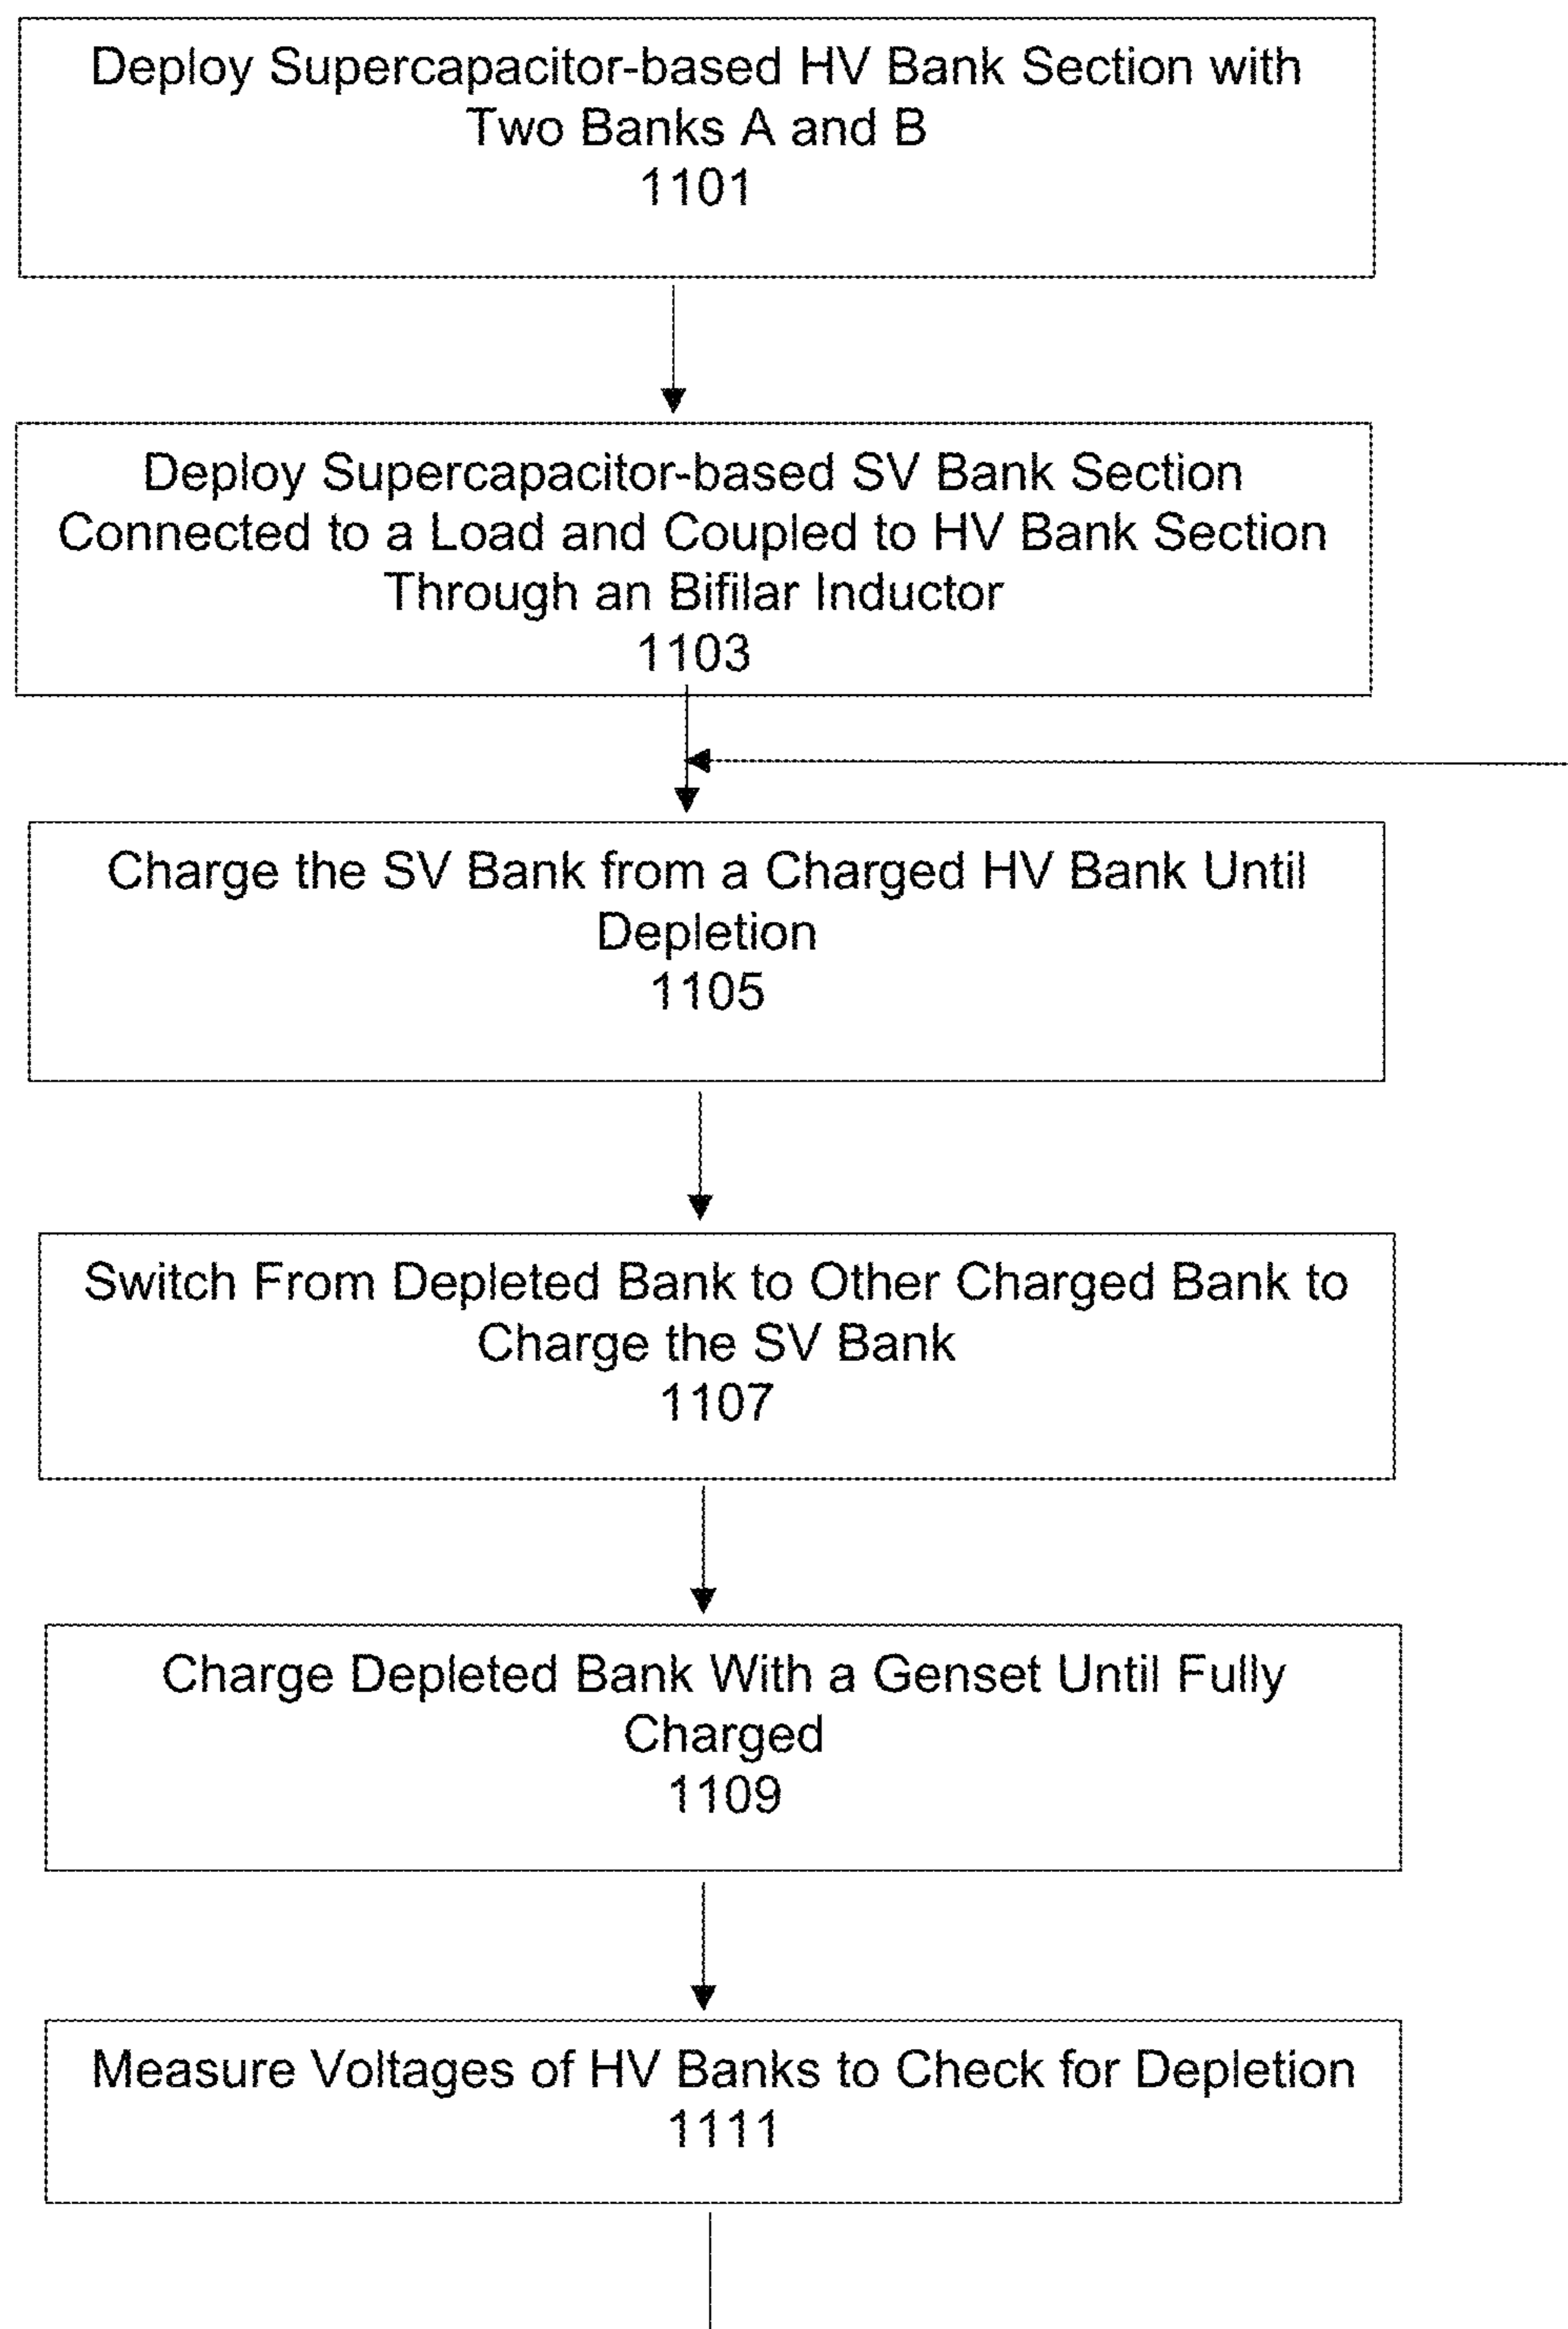 Deploy Supercapacitor-based HV Bank Section with
Two Banks A and B
1101
Deploy Supercapacitor-based SV Bank Section
Connected to a Load and Coupled to HV Bank Section
Through an Bifilar Inductor
1103
Charge the SV Bank from a Charged HV Bank Until
Depletion
1105
Switch From Depleted Bank to Other Charged Bank to
Charge the SV Bank
1107
Charge Depleted Bank With a Genset Until Fully
Charged
1109
Measure Voltages of HV Banks to Check for Depletion
1111